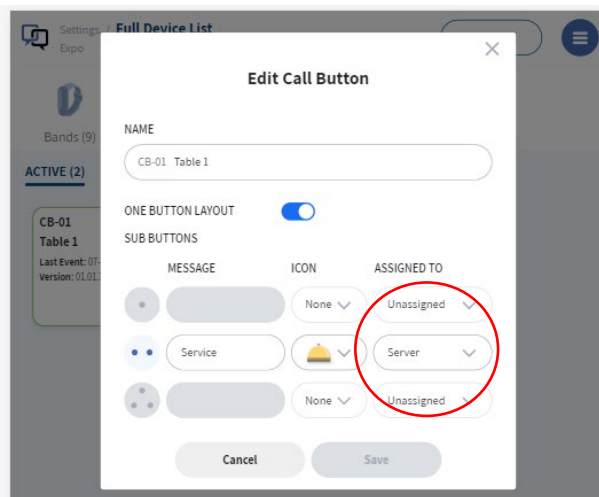 Settings / Full Device List
Expo
Bands (9)
ACTIVE (2)
CB-01
Table 1
Last Event: 07-
Version: 01.01.
Edit Call Button
NAME
CB-01 Table 1
ONE BUTTON LAYOUT
SUB BUTTONS
MESSAGE ICON ASSIGNED TO
None Unassigned
Service Server
None Unassigned
Cancel Save